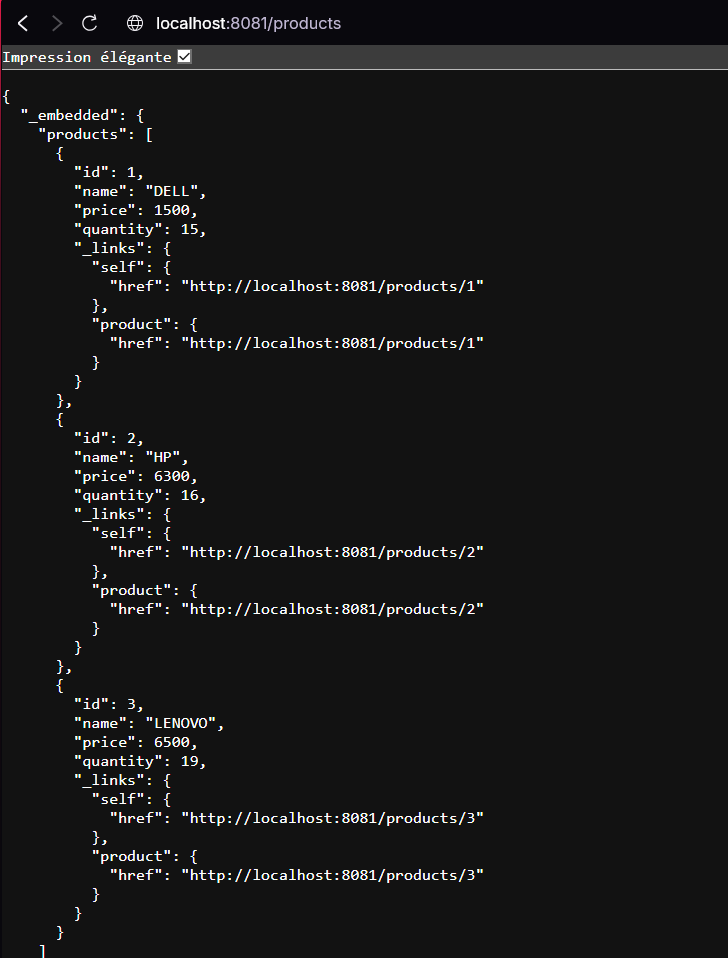 localhost:8081/products
Impression élégante
{
  "_embedded": {
    "products": [
      {
        "id": 1,
        "name": "DELL",
        "price": 1500,
        "quantity": 15,
        "_links": {
          "self": {
            "href": "http://localhost:8081/products/1"
          },
          "product": {
            "href": "http://localhost:8081/products/1"
          }
        }
      },
      {
        "id": 2,
        "name": "HP",
        "price": 6300,
        "quantity": 16,
        "_links": {
          "self": {
            "href": "http://localhost:8081/products/2"
          },
          "product": {
            "href": "http://localhost:8081/products/2"
          }
        }
      },
      {
        "id": 3,
        "name": "LENOVO",
        "price": 6500,
        "quantity": 19,
        "_links": {
          "self": {
            "href": "http://localhost:8081/products/3"
          },
          "product": {
            "href": "http://localhost:8081/products/3"
          }
        }
      }
    ]